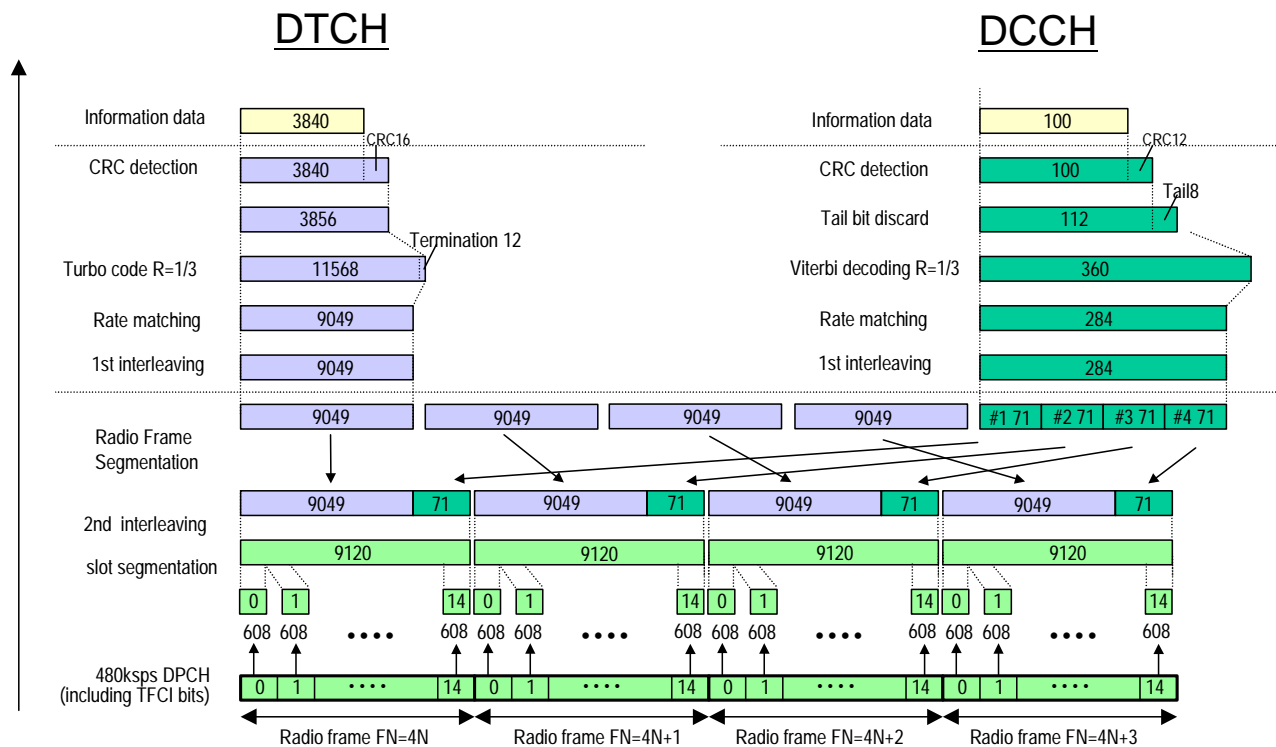 DTCH DCCH
Information data 3840 Information data 100
CRC16 CRC12
CRC detection 3840 CRC detection 100
Tail8
3856 Tail bit discard 112
Termination 12
Turbo code R=1/3 11568 Viterbi decoding R=1/3 360
Rate matching 9049 Rate matching 284
1st interleaving 9049 1st interleaving 284
9049 9049 9049 9049 #1 71 #2 71 #3 71 #4 71
Radio Frame
Segmentation
9049 71 9049 71 9049 71 9049 71
2nd interleaving
9120 9120 9120 9120
slot segmentation
0 1 14 0 1 14 0 1 14 0 1 14
608 608 •••• 608 608 608 •••• 608 608 608 •••• 608 608 608 •••• 608
480ksps DPCH
(including TFCI bits)
0 1 •••• 14 0 1 •••• 14 0 1 •••• 14 0 1 •••• 14
Radio frame FN=4N Radio frame FN=4N+1 Radio frame FN=4N+2 Radio frame FN=4N+3